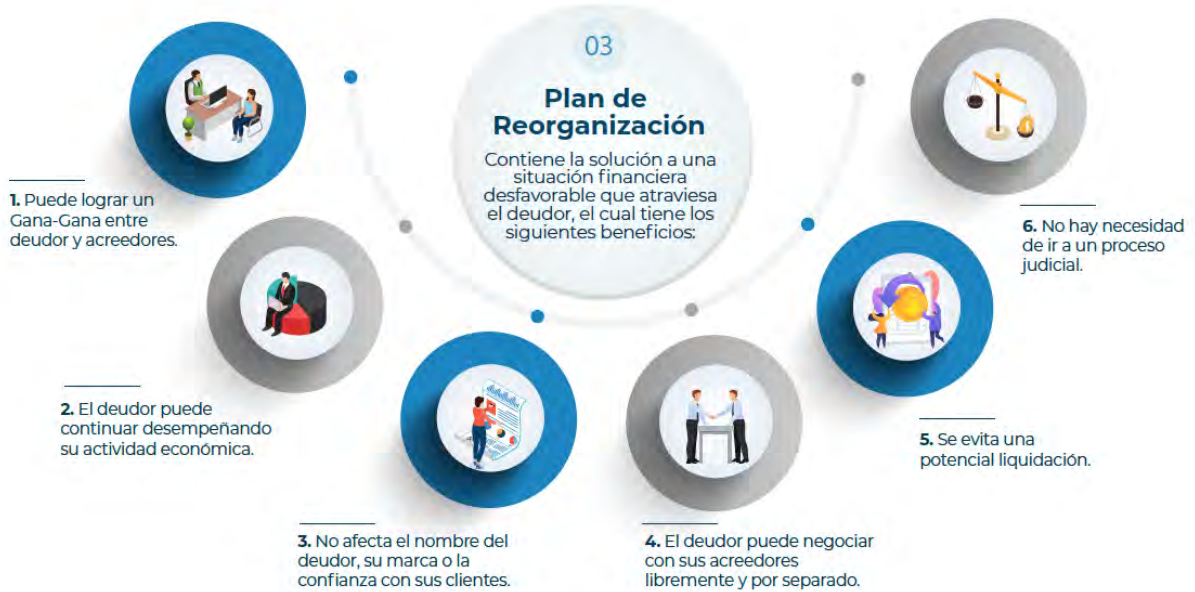 03
Plan de
Reorganización
Contiene la solución a una
situación financiera
desfavorable que atraviesa
el deudor, el cual tiene los
siguientes beneficios:
1. Puede lograr un
Gana-Gana entre
deudor y acreedores.
2. El deudor puede
continuar desempeñando
su actividad económica.
3. No afecta el nombre del
deudor, su marca o la
confianza con sus clientes.
4. El deudor puede negociar
con sus acreedores
libremente y por separado.
5. Se evita una
potencial liquidación.
6. No hay necesidad
de ir a un proceso
judicial.